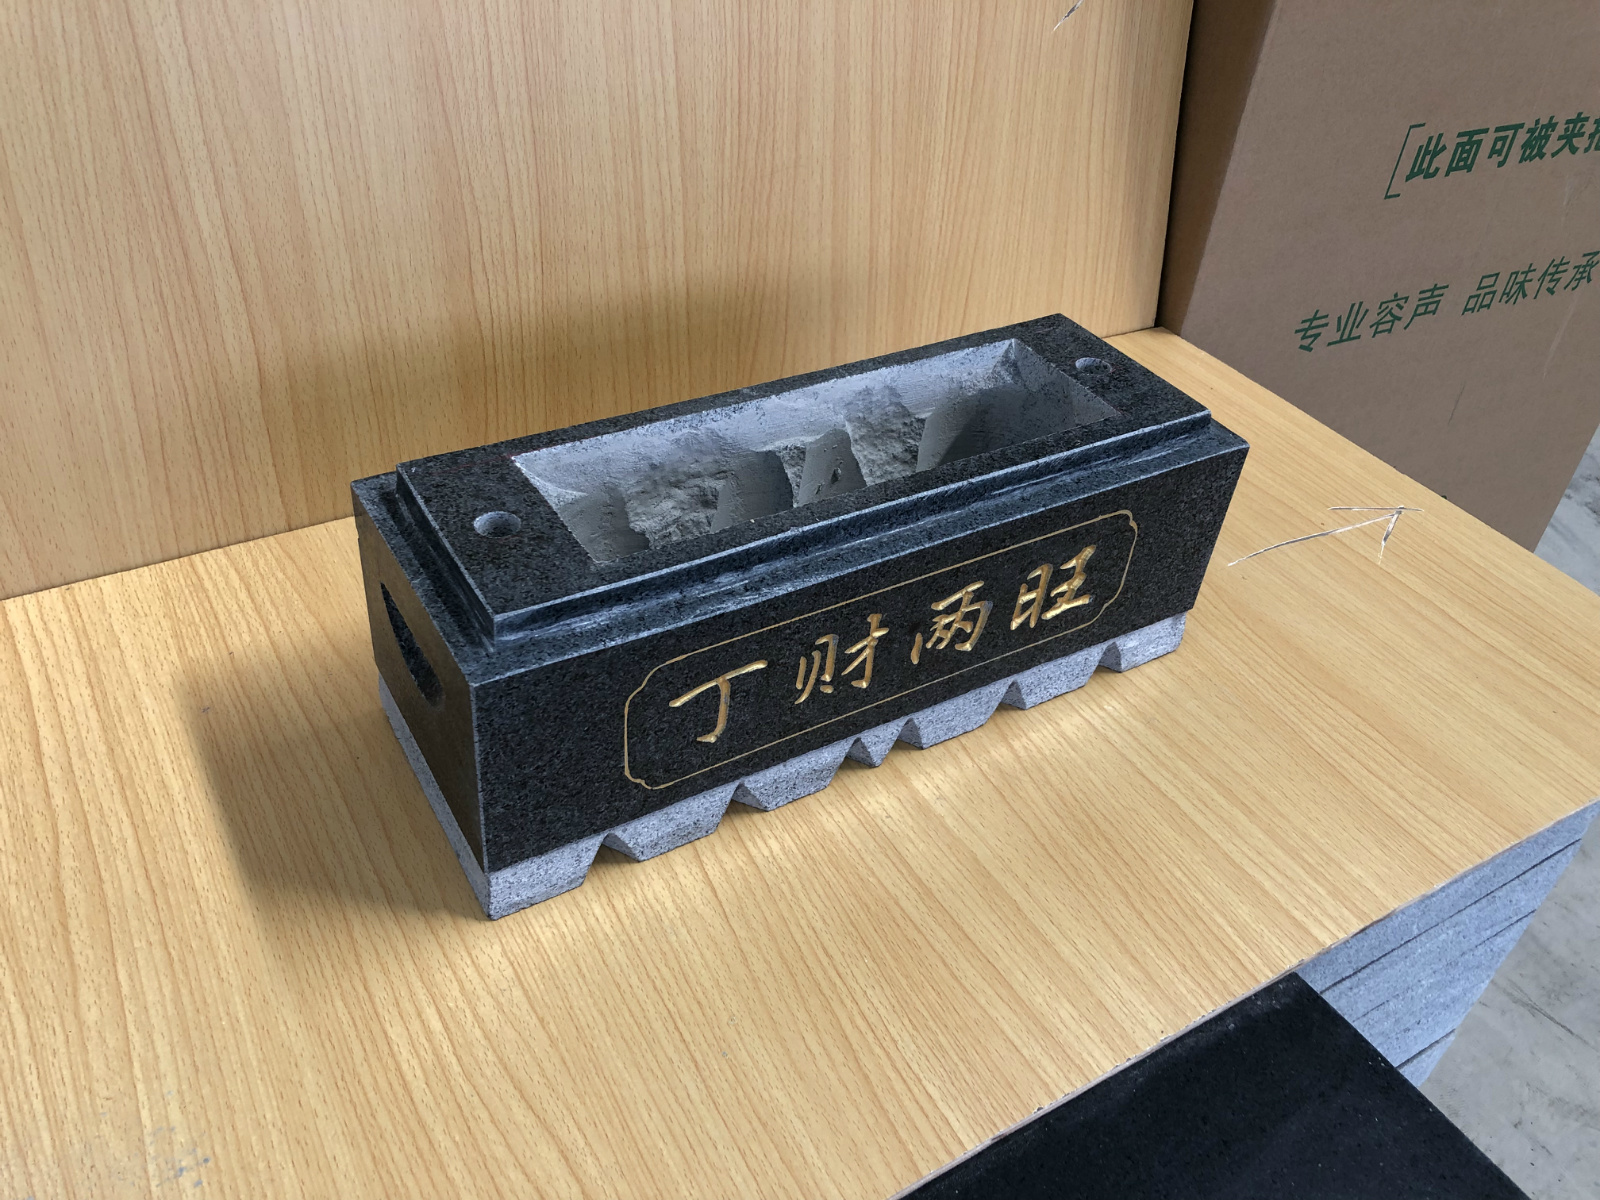 丁财两旺
此面可被夹
专业容声 品味传承